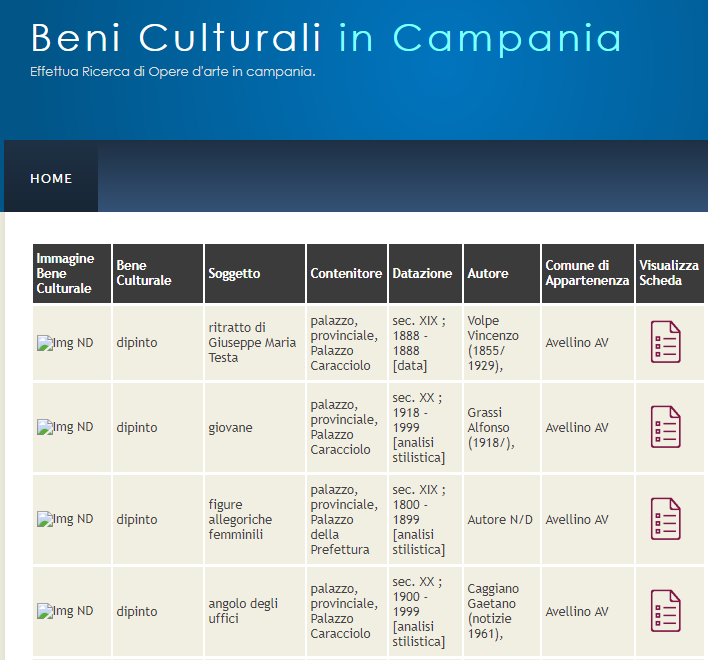 Beni Culturali in Campania
Effettua Ricerca di Opere d'arte in campania.
HOME
Immagine
Bene
Culturale
Bene
Culturale
Soggetto
Contenitore
Datazione
Autore
Comune di
Appartenenza
Visualizza
Scheda
Img ND
dipinto
ritratto di
Giuseppe Maria
Testa
palazzo,
provinciale,
Palazzo
Caracciolo
sec. XIX ;
1888 -
1888
[data]
Volpe
Vincenzo
(1855/
1929),
Avellino AV
Img ND
dipinto
giovane
palazzo,
provinciale,
Palazzo
Caracciolo
sec. XX ;
1918 -
1999
[analisi
stilistica]
Grassi
Alfonso
(1918/),
Avellino AV
Img ND
dipinto
figure
allegoriche
femminili
palazzo,
provinciale,
Palazzo
della
Prefettura
sec. XIX ;
1800 -
1899
[analisi
stilistica]
Autore N/D
Avellino AV
Img ND
dipinto
angolo degli
uffici
palazzo,
provinciale,
Palazzo
Caracciolo
sec. XX ;
1900 -
1999
[analisi
stilistica]
Caggiano
Gaetano
(notizie
1961),
Avellino AV